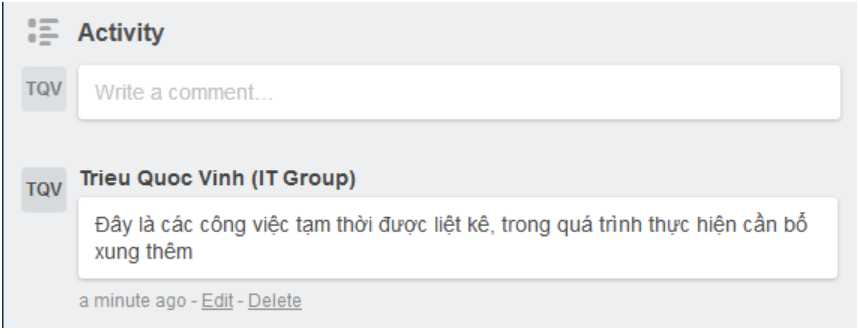 Activity
TQV
Write a comment...
TQV
Trieu Quoc Vinh (IT Group)
Đây là các công việc tạm thời được liệt kê, trong quá trình thực hiện cần bổ
xung thêm
a minute ago - Edit - Delete